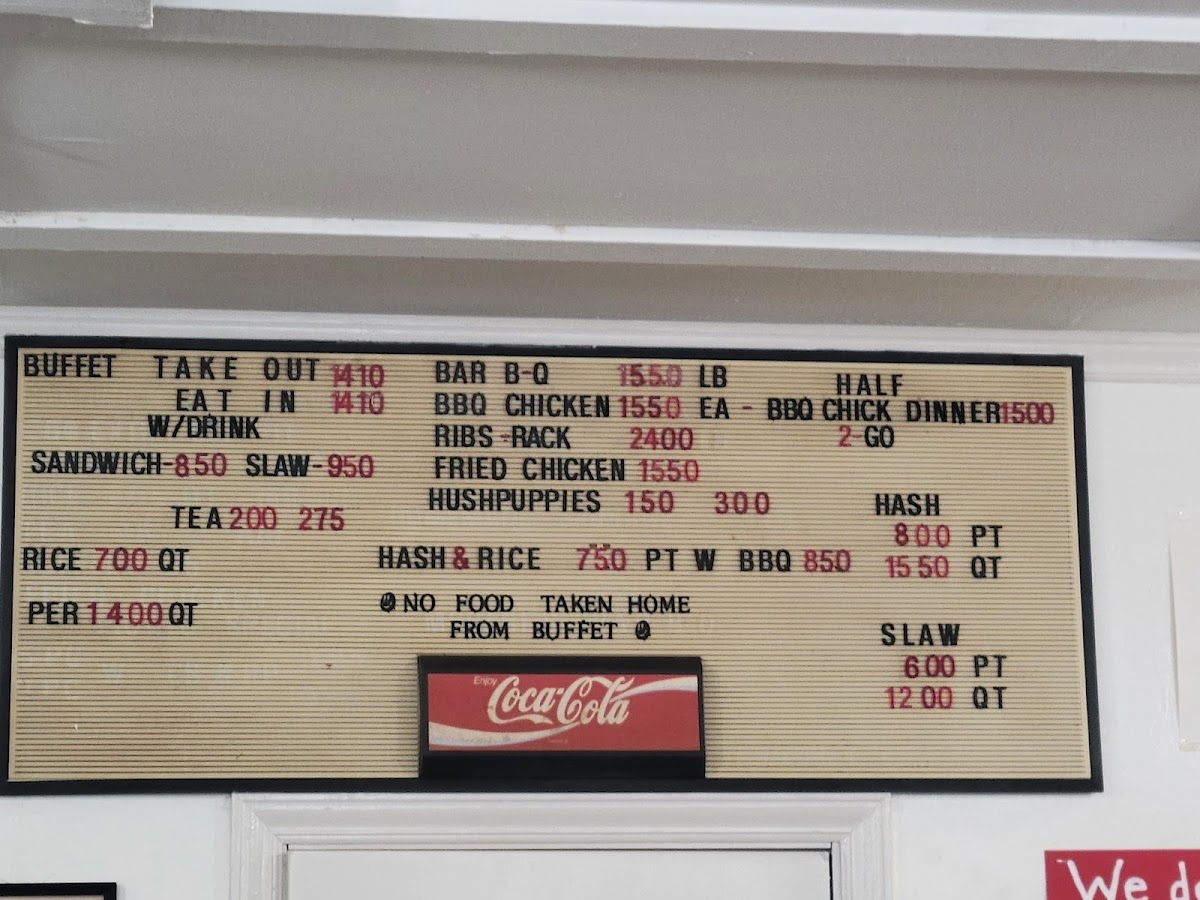 BUFFET TAKE OUT 1410
EAT IN 1410
W/DRINK
SANDWICH-850 SLAW-950
TEA 200 275
RICE 700 QT
PER 1400 QT
BAR B-Q 1550 LB
BBQ CHICKEN 1550 EA - BBQ CHICK DINNER 1500
HALF
2-GO
RIBS-RACK 2400
FRIED CHICKEN 1550
HUSHPUPPIES 150 300
HASH & RICE 750 PT W BBQ 850
NO FOOD TAKEN HOME
FROM BUFFET
HASH
800 PT
1550 QT
SLAW
600 PT
1200 QT
Enjoy
Coca-Cola
We